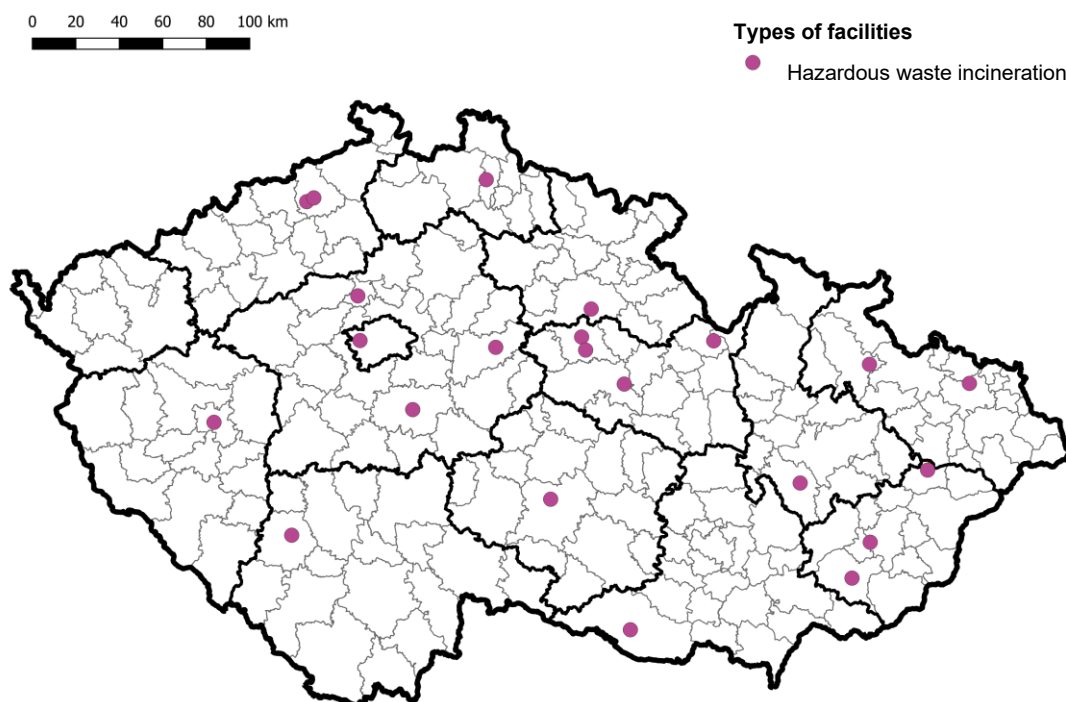 0 20 40 60 80 100 km
Types of facilities
Hazardous waste incineration